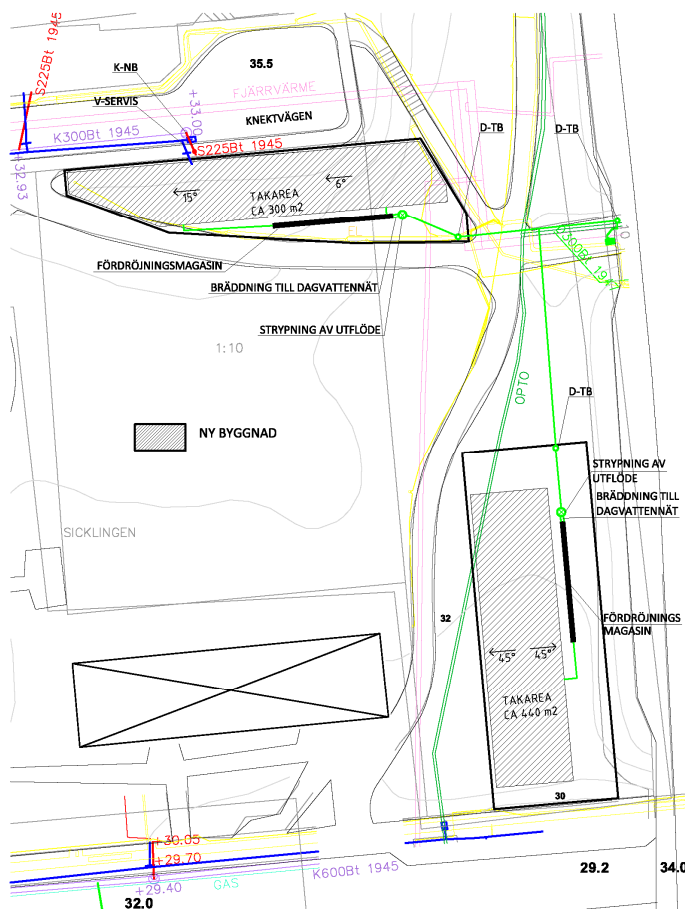 S225Bt 1945
35.5
K-NB
FJÄRRVÄRME
V-SERVIS
+33.00
KNEKTVÄGEN
K300Bt 1945
S225Bt 1945
D-TB
D-TB
+32.93
15°
6°
TAKAREA
CA 300 m2
EL
FÖRDRÖJNINGSMAGASIN
BRÄDDNING TILL DAGVATTENNÄT
STRYPNING AV UTFLÖDE
1:10
OPTO
D-TB
NY BYGGNAD
STRYPNING AV
UTFLÖDE
BRÄDDNING TILL
DAGVATTENNÄT
SICKLINGEN
32
FÖRDRÖJNINGS
MAGASIN
45°
45°
TAKAREA
CA 440 m2
30
+30.05
+29.70
K600Bt 1945
29.2
34.0
+29.40
GAS
32.0